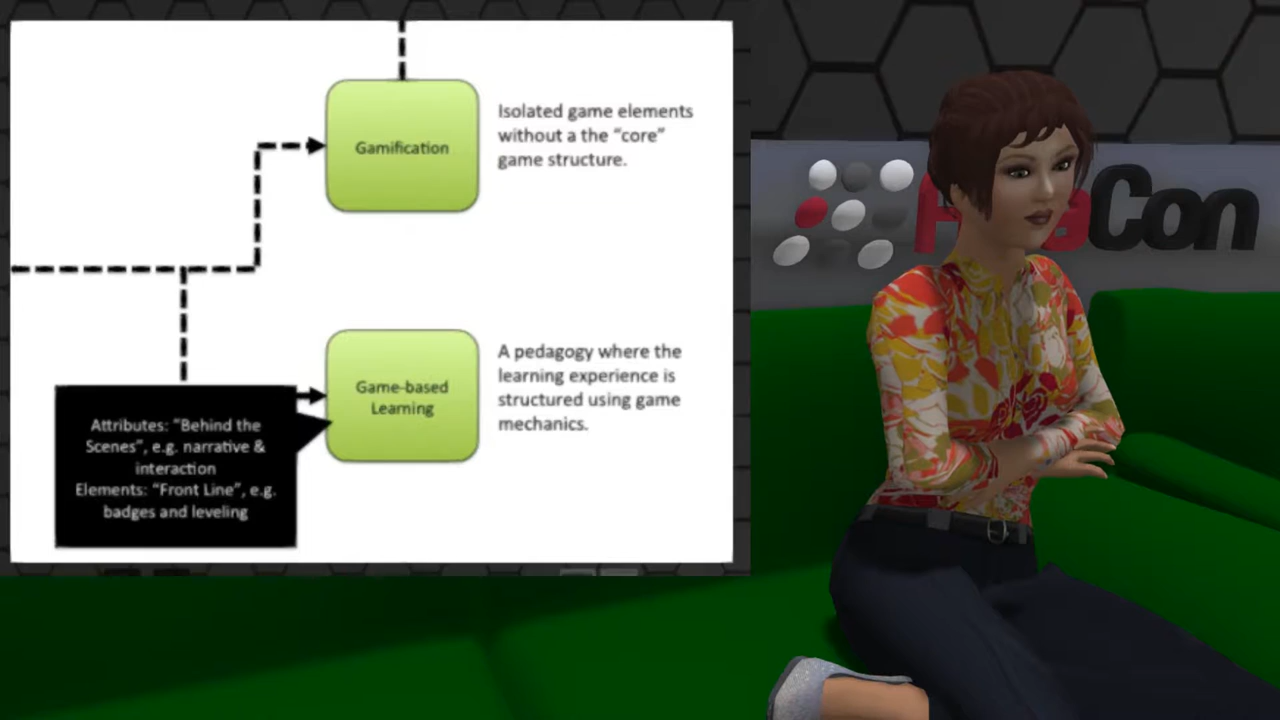 Gamification
Isolated game elements
without a the “core”
game structure.
Game-based
Learning
A pedagogy where the
learning experience is
structured using game
mechanics.
Attributes: “Behind the
Scenes”, e.g. narrative &
interaction
Elements: “Front Line”, e.g.
badges and leveling
Con